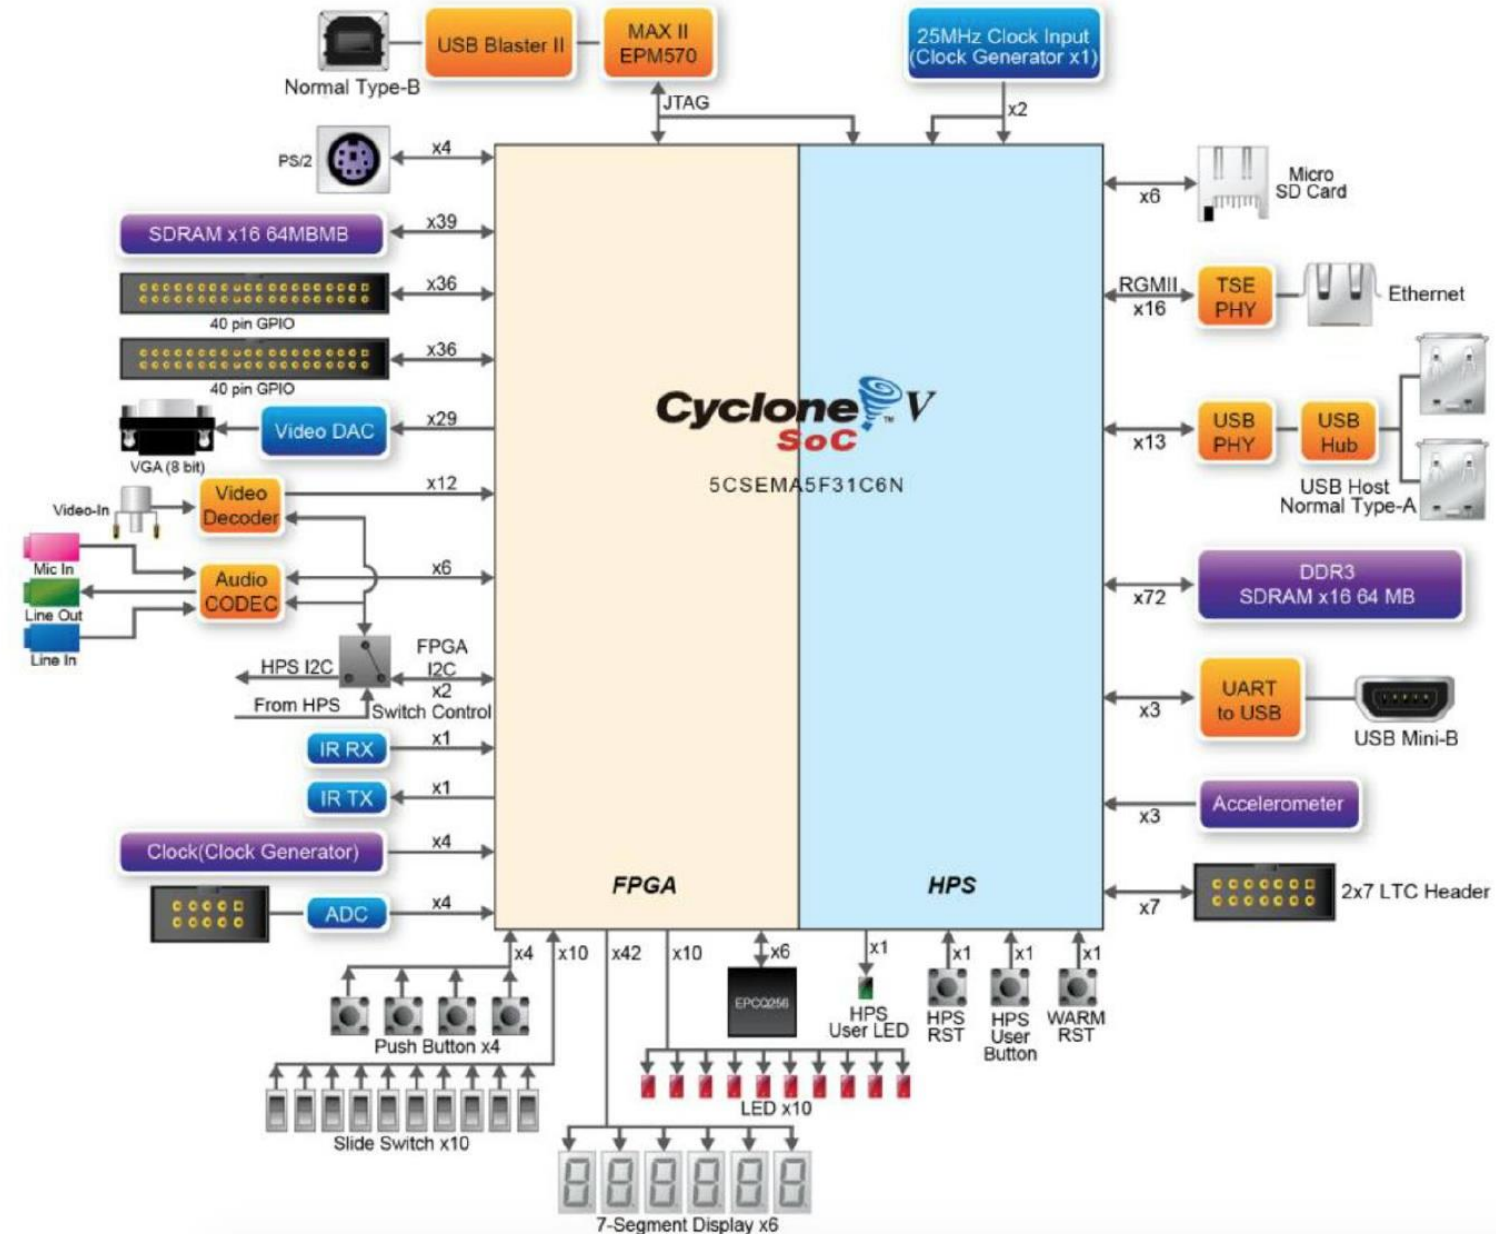 Normal Type-B
USB Blaster II
MAX II
EPM570
25MHz Clock Input
(Clock Generator x1)
JTAG
x2
PS/2
x4
SDRAM x16 64MBMB
x39
x36
40 pin GPIO
x36
40 pin GPIO
VGA (8 bit)
Video DAC
x29
Video-In
Video
Decoder
x12
Mic In
Line Out
Line In
Audio
CODEC
x6
HPS I2C
From HPS
FPGA
I2C
x2
Switch Control
IR RX
x1
IR TX
x1
Clock(Clock Generator)
x4
ADC
x4
Cyclone V
TM
SoC
5CSEMA5F31C6N
FPGA
HPS
x6
Micro
SD Card
RGMII
x16
TSE
PHY
Ethernet
x13
USB
PHY
USB
Hub
USB Host
Normal Type-A
x72
DDR3
SDRAM x16 64 MB
x3
UART
to USB
USB Mini-B
x3
Accelerometer
x7
2x7 LTC Header
x4
Push Button x4
x10
Slide Switch x10
x42
7-Segment Display x6
x10
LED x10
x6
EPCQ256
x1
HPS
User LED
x1
HPS
RST
x1
HPS
User
Button
x1
WARM
RST